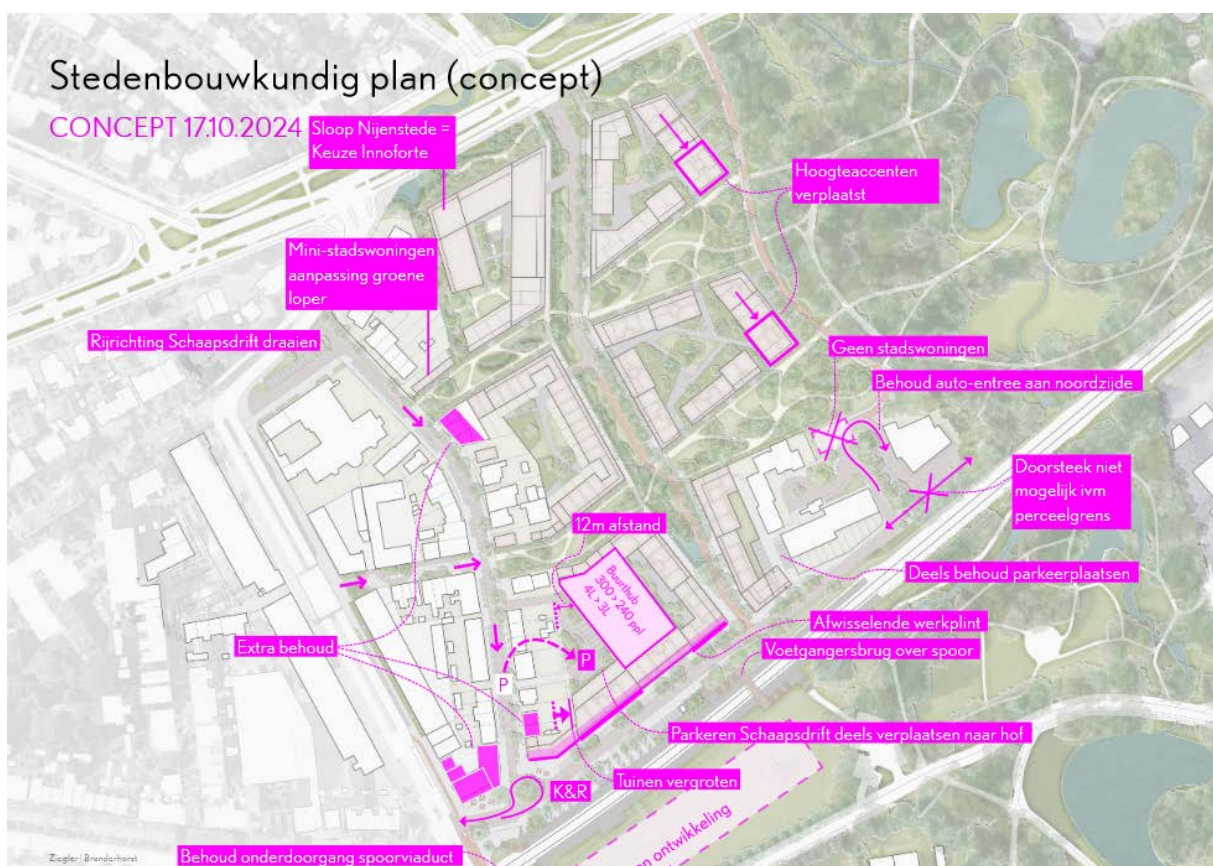 Stedenbouwkundig plan (concept)
CONCEPT 17.10.2024
Sloop Nijenstede =
Keuze Innoforte
Hoogteaccenten
verplaatst
Mini-stadswoningen
aanpassing groene
loper
Rijrichting Schaapsdrift draaien
Geen stadswoningen
Behoud auto-entree aan noordzijde
Doorsteek niet
mogelijk ivm
perceelgrens
12m afstand
Buurthub
300 > 240 ppl
4L > 3L
Deels behoud parkeerplaatsen
Afwisselende werkplint
Extra behoud
Voetgangersbrug over spoor
P
P
Parkeren Schaapsdrift deels verplaatsen naar hof
Tuinen vergroten
K&R
en ontwikkeling
Behoud onderdoorgang spoorviaduct
Ziegler | Branderhorst